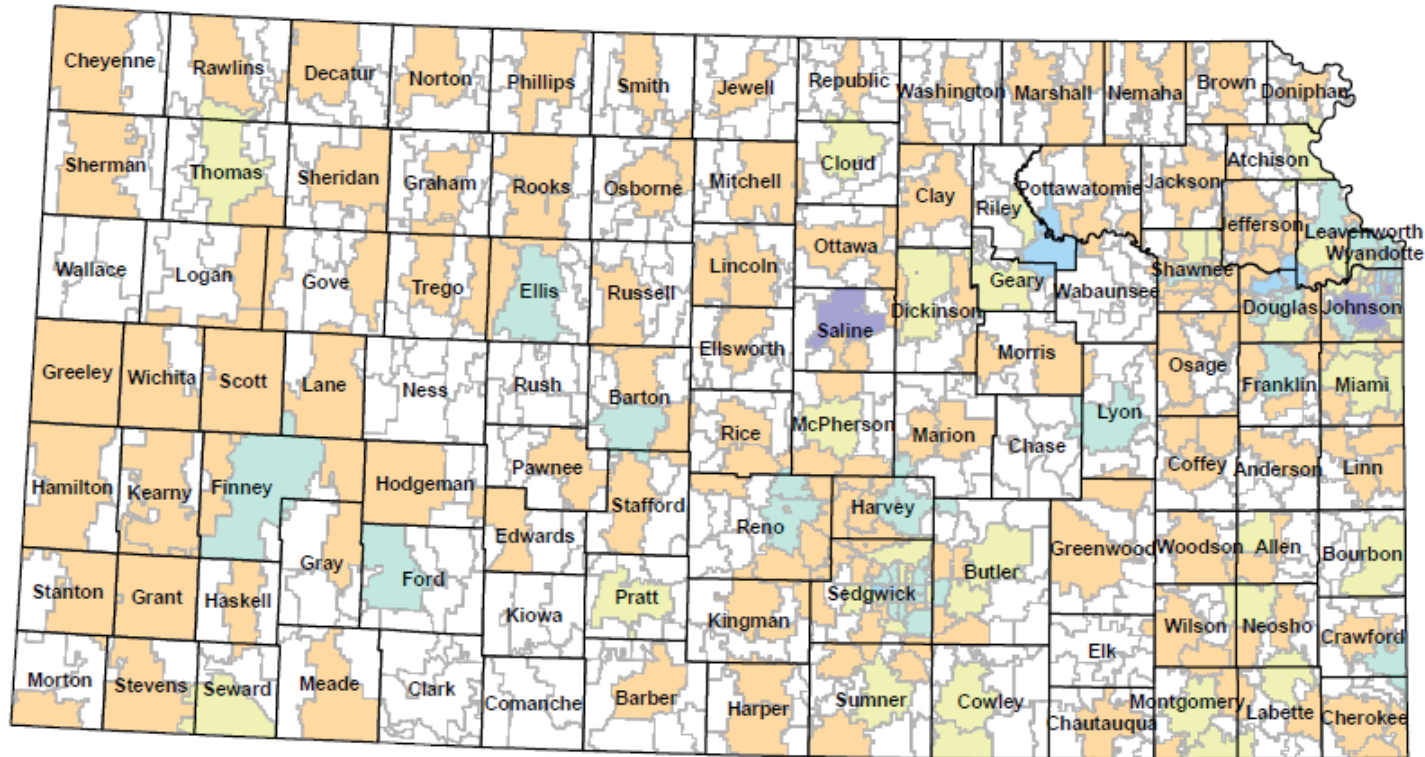 Cheyenne
Rawlins
Decatur
Norton
Phillips
Smith
Jewell
Republic
Washington
Marshall
Nemaha
Brown
Doniphan
Sherman
Thomas
Sheridan
Graham
Rooks
Osborne
Mitchell
Cloud
Clay
Riley
Pottawatomie
Jackson
Atchison
Jefferson
Leavenworth
Wyandotte
Wallace
Logan
Gove
Trego
Ellis
Russell
Lincoln
Ottawa
Saline
Dickinson
Geary
Wabaunsee
Shawnee
Douglas
Johnson
Greeley
Wichita
Scott
Lane
Ness
Rush
Barton
Ellsworth
Rice
McPherson
Marion
Morris
Chase
Lyon
Osage
Franklin
Miami
Hamilton
Kearny
Finney
Hodgeman
Pawnee
Stafford
Edwards
Reno
Harvey
Coffey
Anderson
Linn
Stanton
Grant
Haskell
Gray
Ford
Kiowa
Pratt
Kingman
Sedgwick
Butler
Greenwood
Woodson
Allen
Bourbon
Morton
Stevens
Seward
Meade
Clark
Comanche
Barber
Harper
Sumner
Cowley
Elk
Chautauqua
Wilson
Neosho
Crawford
Montgomery
Labette
Cherokee